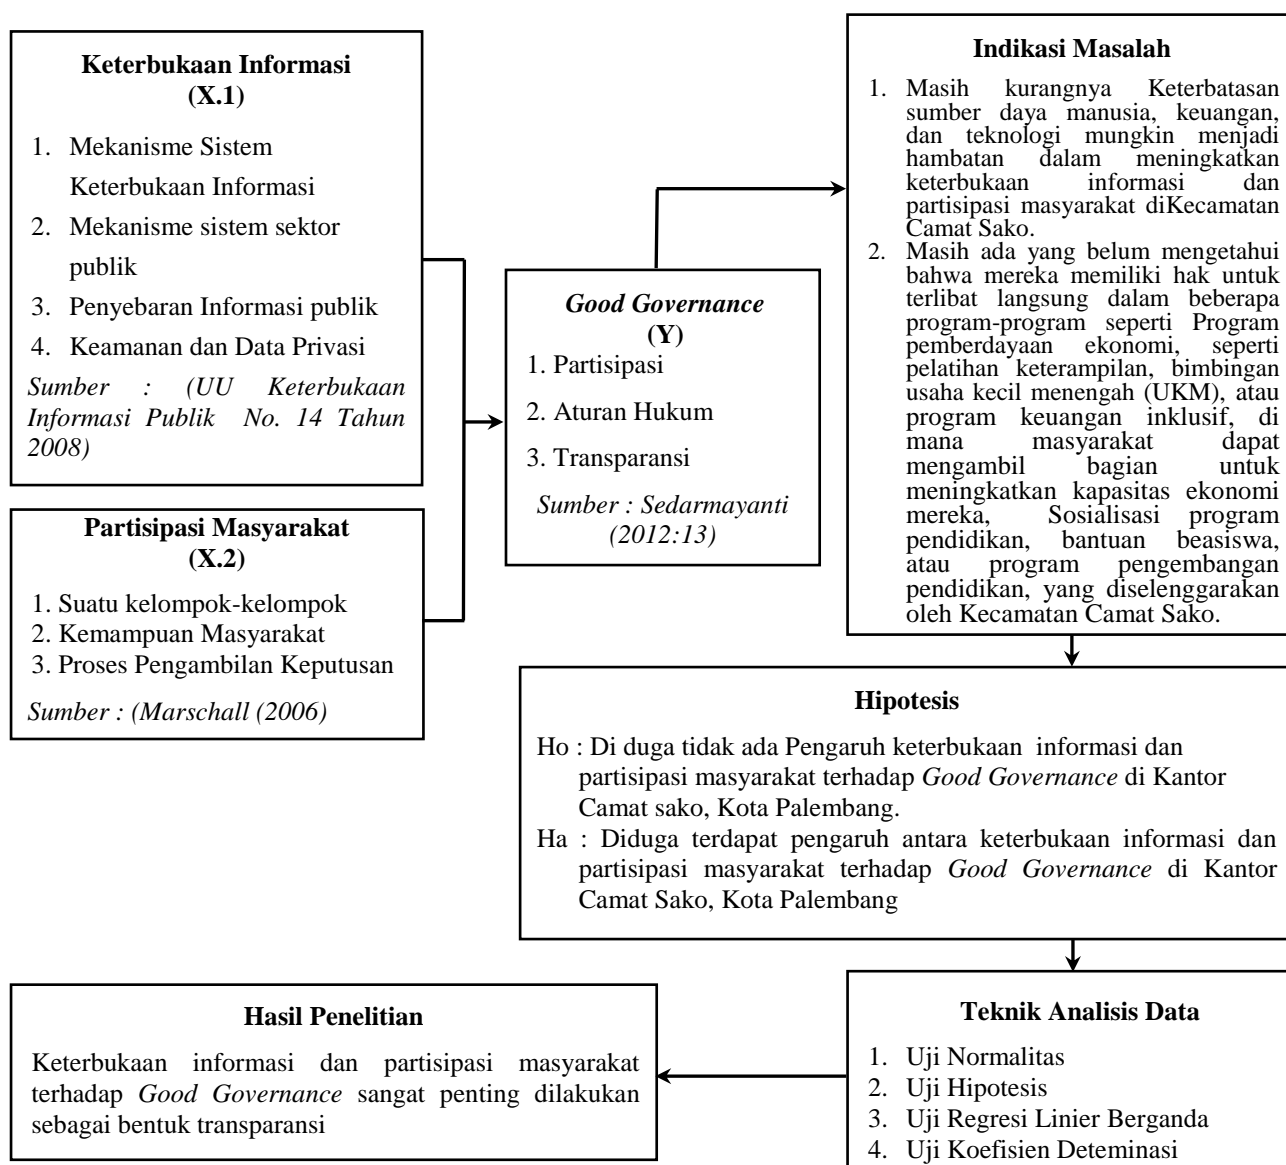 Keterbukaan Informasi
(X.1)
1. Mekanisme Sistem
Keterbukaan Informasi
2. Mekanisme sistem sektor
publik
3. Penyebaran Informasi publik
4. Keamanan dan Data Privasi
Sumber : (UU Keterbukaan
Informasi Publik No. 14 Tahun
2008)
Partisipasi Masyarakat
(X.2)
1. Suatu kelompok-kelompok
2. Kemampuan Masyarakat
3. Proses Pengambilan Keputusan
Sumber : (Marschall (2006)
Good Governance
(Y)
1. Partisipasi
2. Aturan Hukum
3. Transparansi
Sumber : Sedarmayanti
(2012:13)
Indikasi Masalah
1. Masih kurangnya Keterbatasan
sumber daya manusia, keuangan,
dan teknologi mungkin menjadi
hambatan dalam meningkatkan
keterbukaan informasi dan
partisipasi masyarakat diKecamatan
Camat Sako.
2. Masih ada yang belum mengetahui
bahwa mereka memiliki hak untuk
terlibat langsung dalam beberapa
program-program seperti Program
pemberdayaan ekonomi, seperti
pelatihan keterampilan, bimbingan
usaha kecil menengah (UKM), atau
program keuangan inklusif, di
mana masyarakat dapat
mengambil bagian untuk
meningkatkan kapasitas ekonomi
mereka, Sosialisasi program
pendidikan, bantuan beasiswa,
atau program pengembangan
pendidikan, yang diselenggarakan
oleh Kecamatan Camat Sako.
Hipotesis
Ho : Di duga tidak ada Pengaruh keterbukaan informasi dan
partisipasi masyarakat terhadap Good Governance di Kantor
Camat sako, Kota Palembang.
Ha : Diduga terdapat pengaruh antara keterbukaan informasi dan
partisipasi masyarakat terhadap Good Governance di Kantor
Camat Sako, Kota Palembang
Teknik Analisis Data
1. Uji Normalitas
2. Uji Hipotesis
3. Uji Regresi Linier Berganda
4. Uji Koefisien Deteminasi
Hasil Penelitian
Keterbukaan informasi dan partisipasi masyarakat
terhadap Good Governance sangat penting dilakukan
sebagai bentuk transparansi